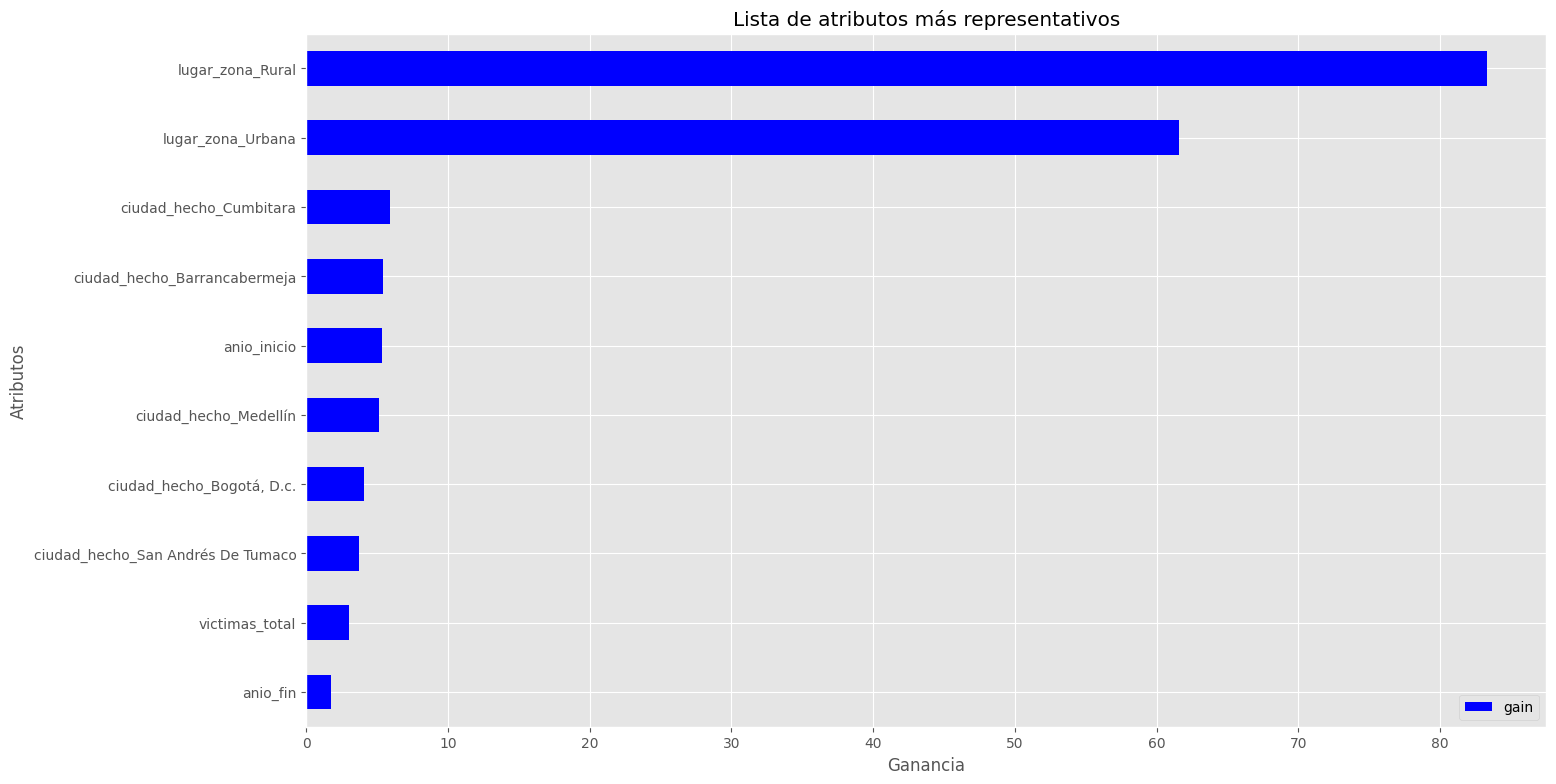 Lista de atributos más representativos
lugar_zona_Rural
lugar_zona_Urbana
ciudad_hecho_Cumbitara
ciudad_hecho_Barrancabermeja
anio_inicio
ciudad_hecho_Medellín
ciudad_hecho_Bogotá, D.c.
ciudad_hecho_San Andrés De Tumaco
victimas_total
anio_fin
Atributos
gain
0 10 20 30 40 50 60 70 80
Ganancia